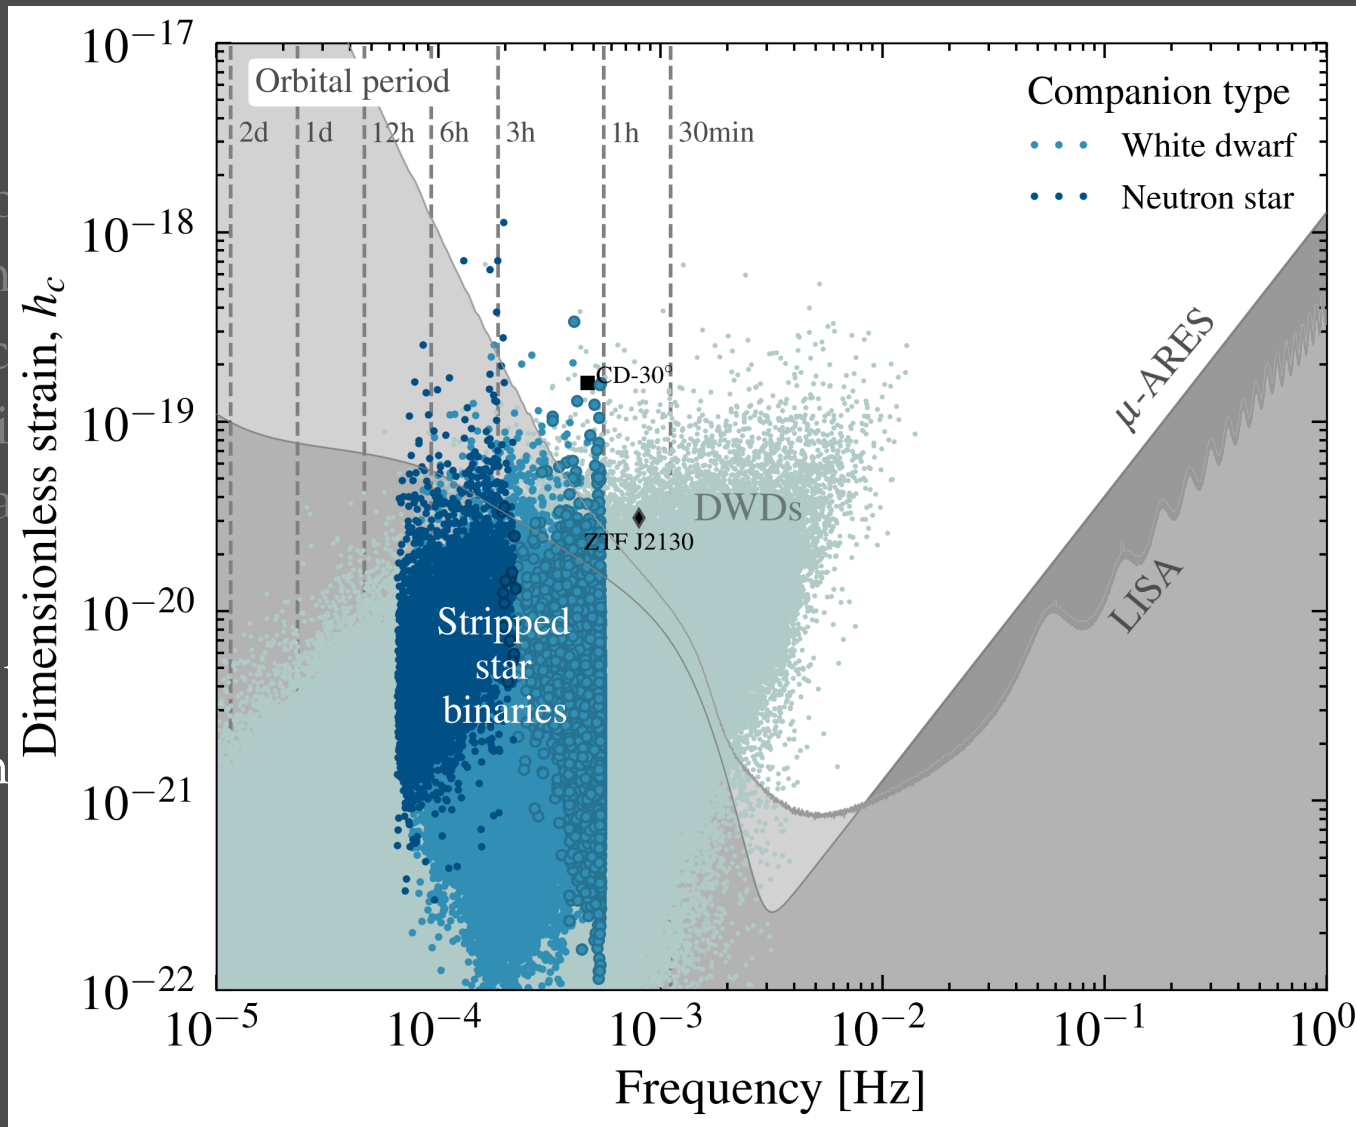 Orbital period
2d 1d 12h 6h 3h 1h 30min
Companion type
White dwarf
Neutron star
CD-30°
DWDs
ZTF J2130
Stripped
star
binaries
μ-ARES
LISA
Dimensionless strain, h_c
10^−17
10^−18
10^−19
10^−20
10^−21
10^−22
10^−5 10^−4 10^−3 10^−2 10^−1 10^0
Frequency [Hz]